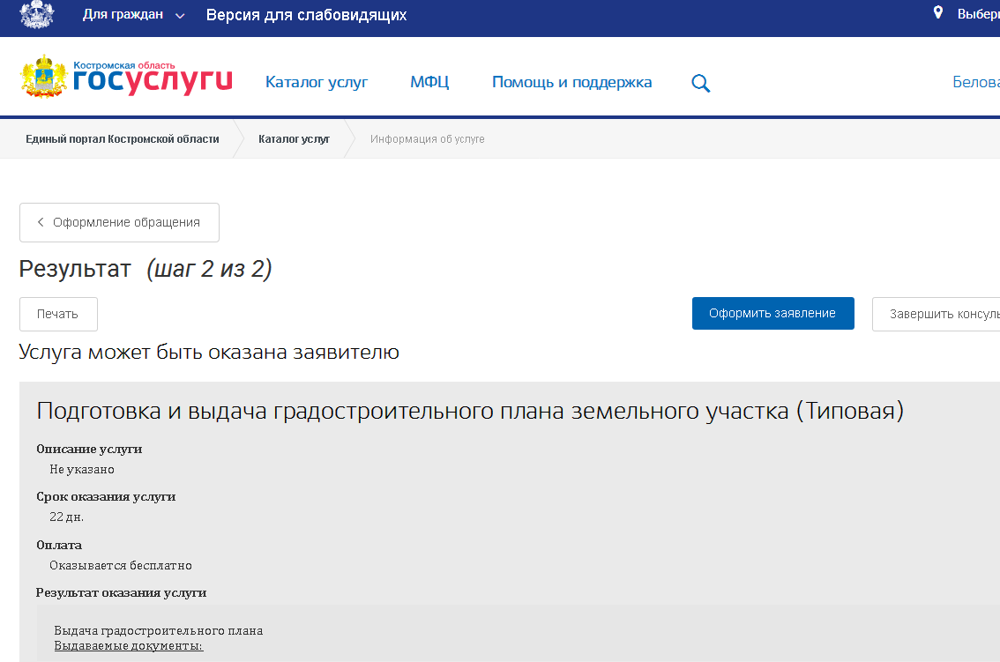 Для граждан Версия для слабовидящих
Костромская область
госуслуги Каталог услуг МФЦ Помощь и поддержка
Единый портал Костромской области Каталог услуг Информация об услуге
Оформление обращения
Результат (шаг 2 из 2)
Печать Оформить заявление Завершить
Услуга может быть оказана заявителю
Подготовка и выдача градостроительного плана земельного участка (Типовая)
Описание услуги
Не указано
Срок оказания услуги
22 дн.
Оплата
Оказывается бесплатно
Результат оказания услуги
Выдача градостроительного плана
Выдаваемые документы: